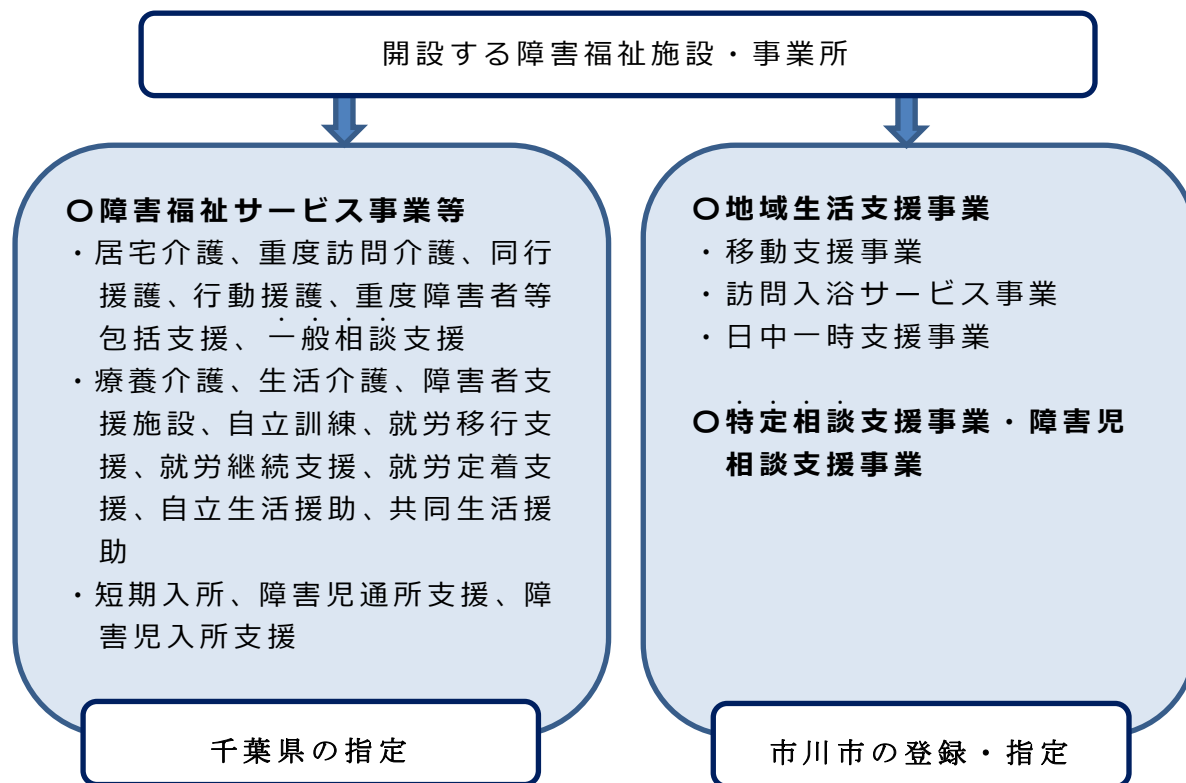 開設する障害福祉施設・事業所
〇障害福祉サービス事業等
・居宅介護、重度訪問介護、同行
援護、行動援護、重度障害者等
包括支援、一般相談支援
・療養介護、生活介護、障害者支
援施設、自立訓練、就労移行支
援、就労継続支援、就労定着支
援、自立生活援助、共同生活援
助
・短期入所、障害児通所支援、障
害児入所支援
千葉県の指定
〇地域生活支援事業
・移動支援事業
・訪問入浴サービス事業
・日中一時支援事業
〇特定相談支援事業・障害児
相談支援事業
市川市の登録・指定